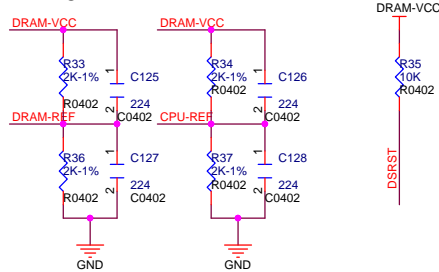 DRAM-VCC
DRAM-VCC
DRAM-VCC
R33
2K-1%
R0402
1
2
C125
224
C0402
R34
2K-1%
R0402
1
2
C126
224
C0402
R35
10K
R0402
DRAM-REF
CPU-REF
R36
2K-1%
R0402
1
2
C127
224
C0402
R37
2K-1%
R0402
1
2
C128
224
C0402
DSRST
GND
GND